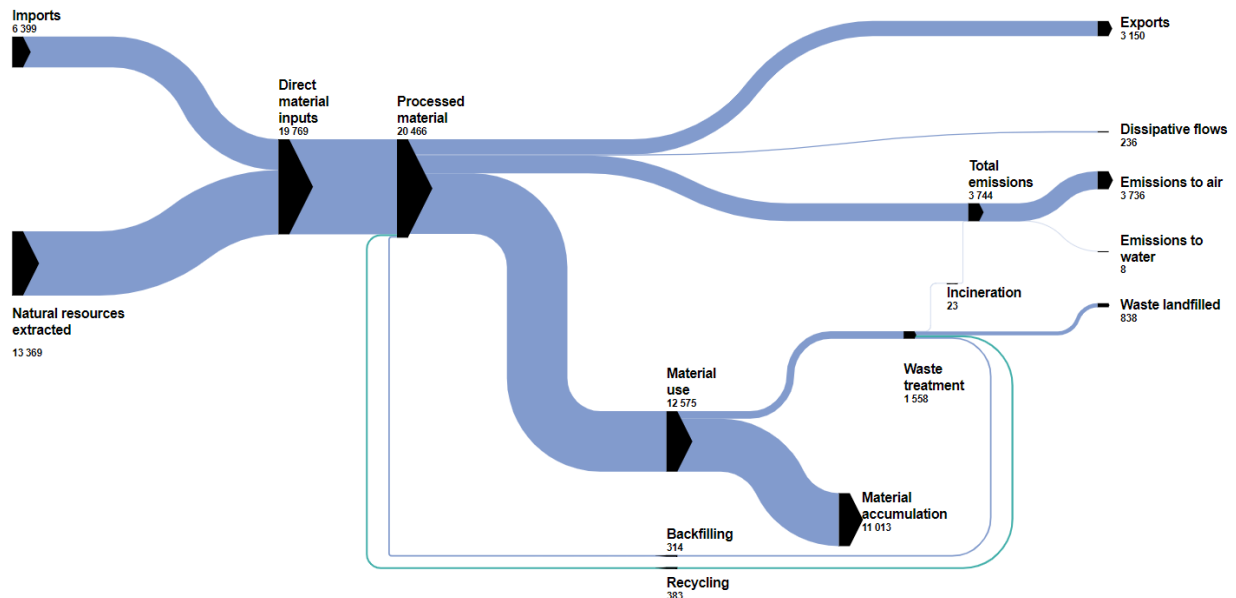 Imports
6 399
Exports
3 150
Direct
material
inputs
19 769
Processed
material
20 466
Dissipative flows
236
Total
emissions
3 744
Emissions to air
3 736
Emissions to
water
8
Natural resources
extracted
13 369
Incineration
23
Waste landfilled
838
Material
use
12 575
Waste
treatment
1 558
Material
accumulation
11 013
Backfilling
314
Recycling
383